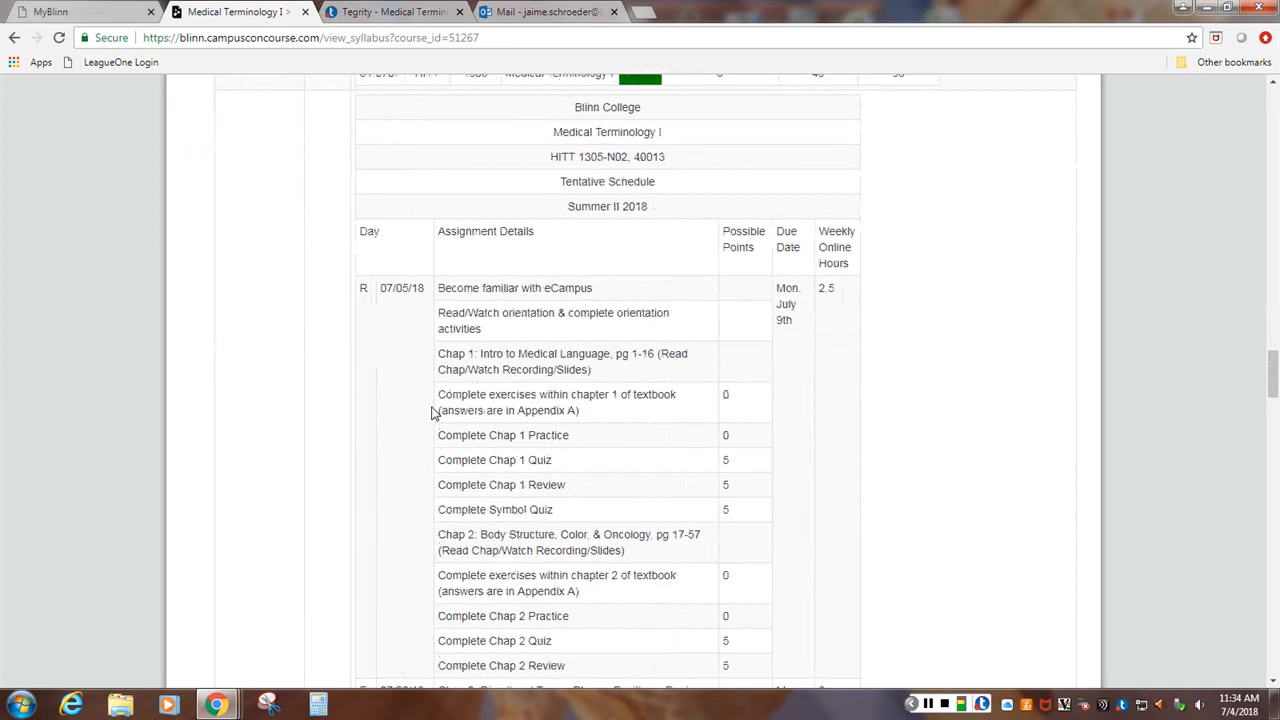 MyBlinn
Medical Terminology I >
Tegrity - Medical Termin
Mail - jaime.schroeder@
Secure
https://blinn.campusconcourse.com/view_syllabus?course_id=51267
Apps
LeagueOne Login
Other bookmarks
Blinn College
Medical Terminology I
HITT 1305-N02, 40013
Tentative Schedule
Summer II 2018
Day
Assignment Details
Possible
Points
Due
Date
Weekly
Online
Hours
R
07/05/18
Become familiar with eCampus
Mon.
July
9th
2.5
Read/Watch orientation & complete orientation
activities
Chap 1: Intro to Medical Language, pg 1-16 (Read
Chap/Watch Recording/Slides)
Complete exercises within chapter 1 of textbook
(answers are in Appendix A)
0
Complete Chap 1 Practice
0
Complete Chap 1 Quiz
5
Complete Chap 1 Review
5
Complete Symbol Quiz
5
Chap 2: Body Structure, Color, & Oncology, pg 17-57
(Read Chap/Watch Recording/Slides)
Complete exercises within chapter 2 of textbook
(answers are in Appendix A)
0
Complete Chap 2 Practice
0
Complete Chap 2 Quiz
5
Complete Chap 2 Review
5
11:34 AM
7/4/2018